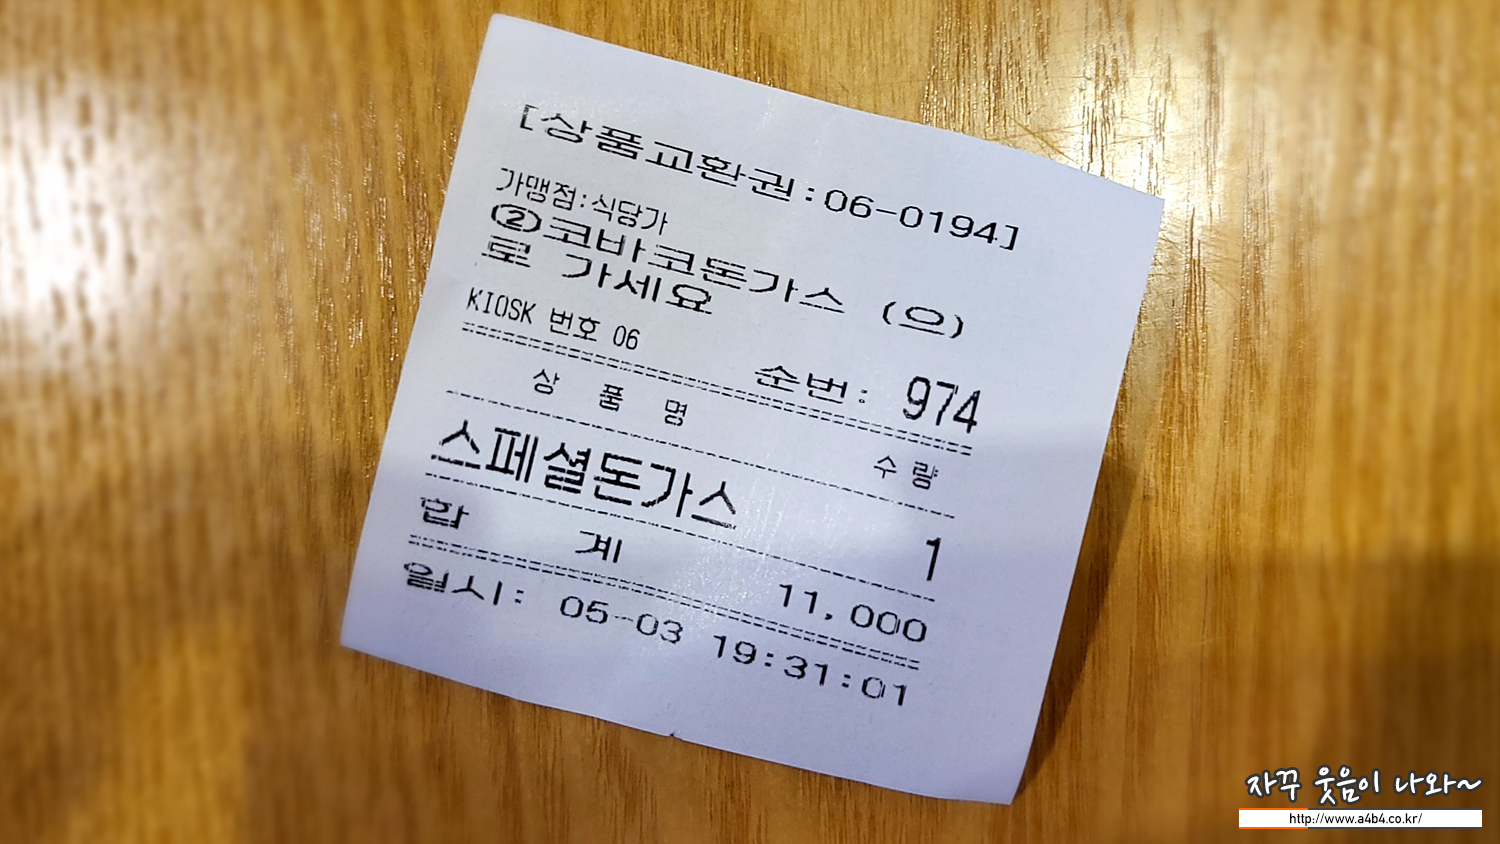 [상품교환권:06-0194]
가맹점:식당가
②코바코돈가스 (으)
로 가세요
KIOSK 번호 06 순번: 974
상 품 명 수 량
스페셜돈가스 1
합 계 11,000
일시: 05-03 19:31:01
자꾸 웃음이 나와~
http://www.a4b4.co.kr/